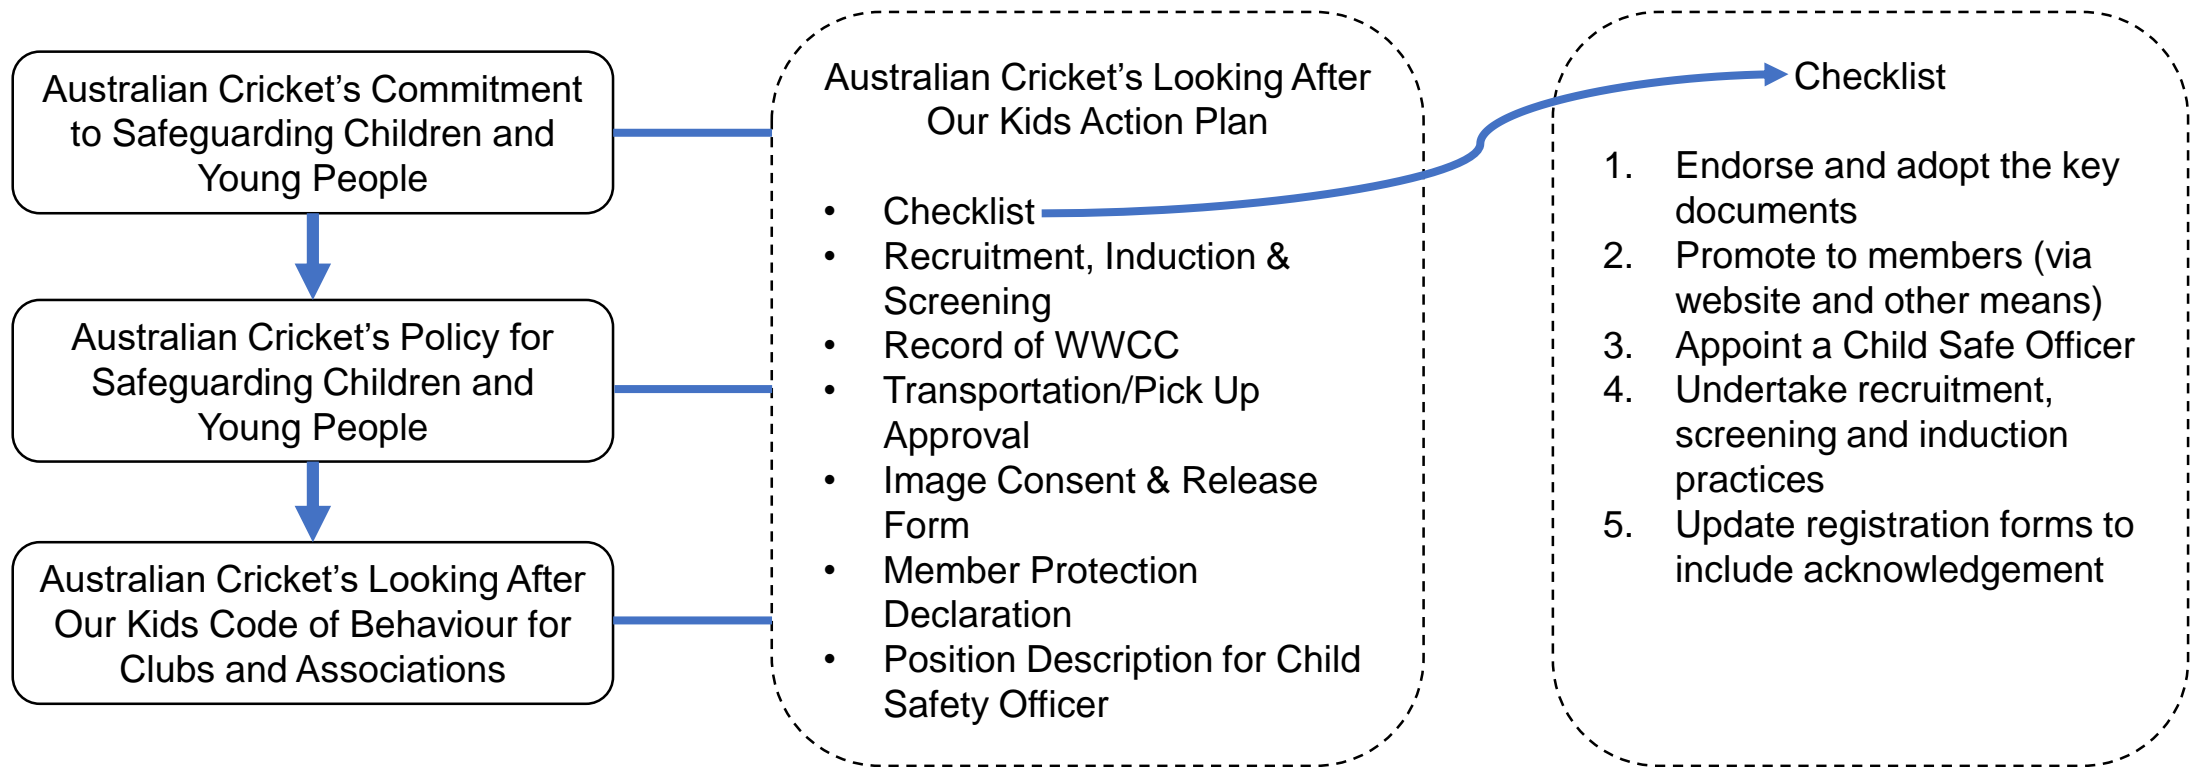 Australian Cricket’s Commitment
to Safeguarding Children and
Young People
Australian Cricket’s Policy for
Safeguarding Children and
Young People
Australian Cricket’s Looking After
Our Kids Code of Behaviour for
Clubs and Associations
Australian Cricket’s Looking After
Our Kids Action Plan
• Checklist
• Recruitment, Induction &
Screening
• Record of WWCC
• Transportation/Pick Up
Approval
• Image Consent & Release
Form
• Member Protection
Declaration
• Position Description for Child
Safety Officer
Checklist
1. Endorse and adopt the key
documents
2. Promote to members (via
website and other means)
3. Appoint a Child Safe Officer
4. Undertake recruitment,
screening and induction
practices
5. Update registration forms to
include acknowledgement